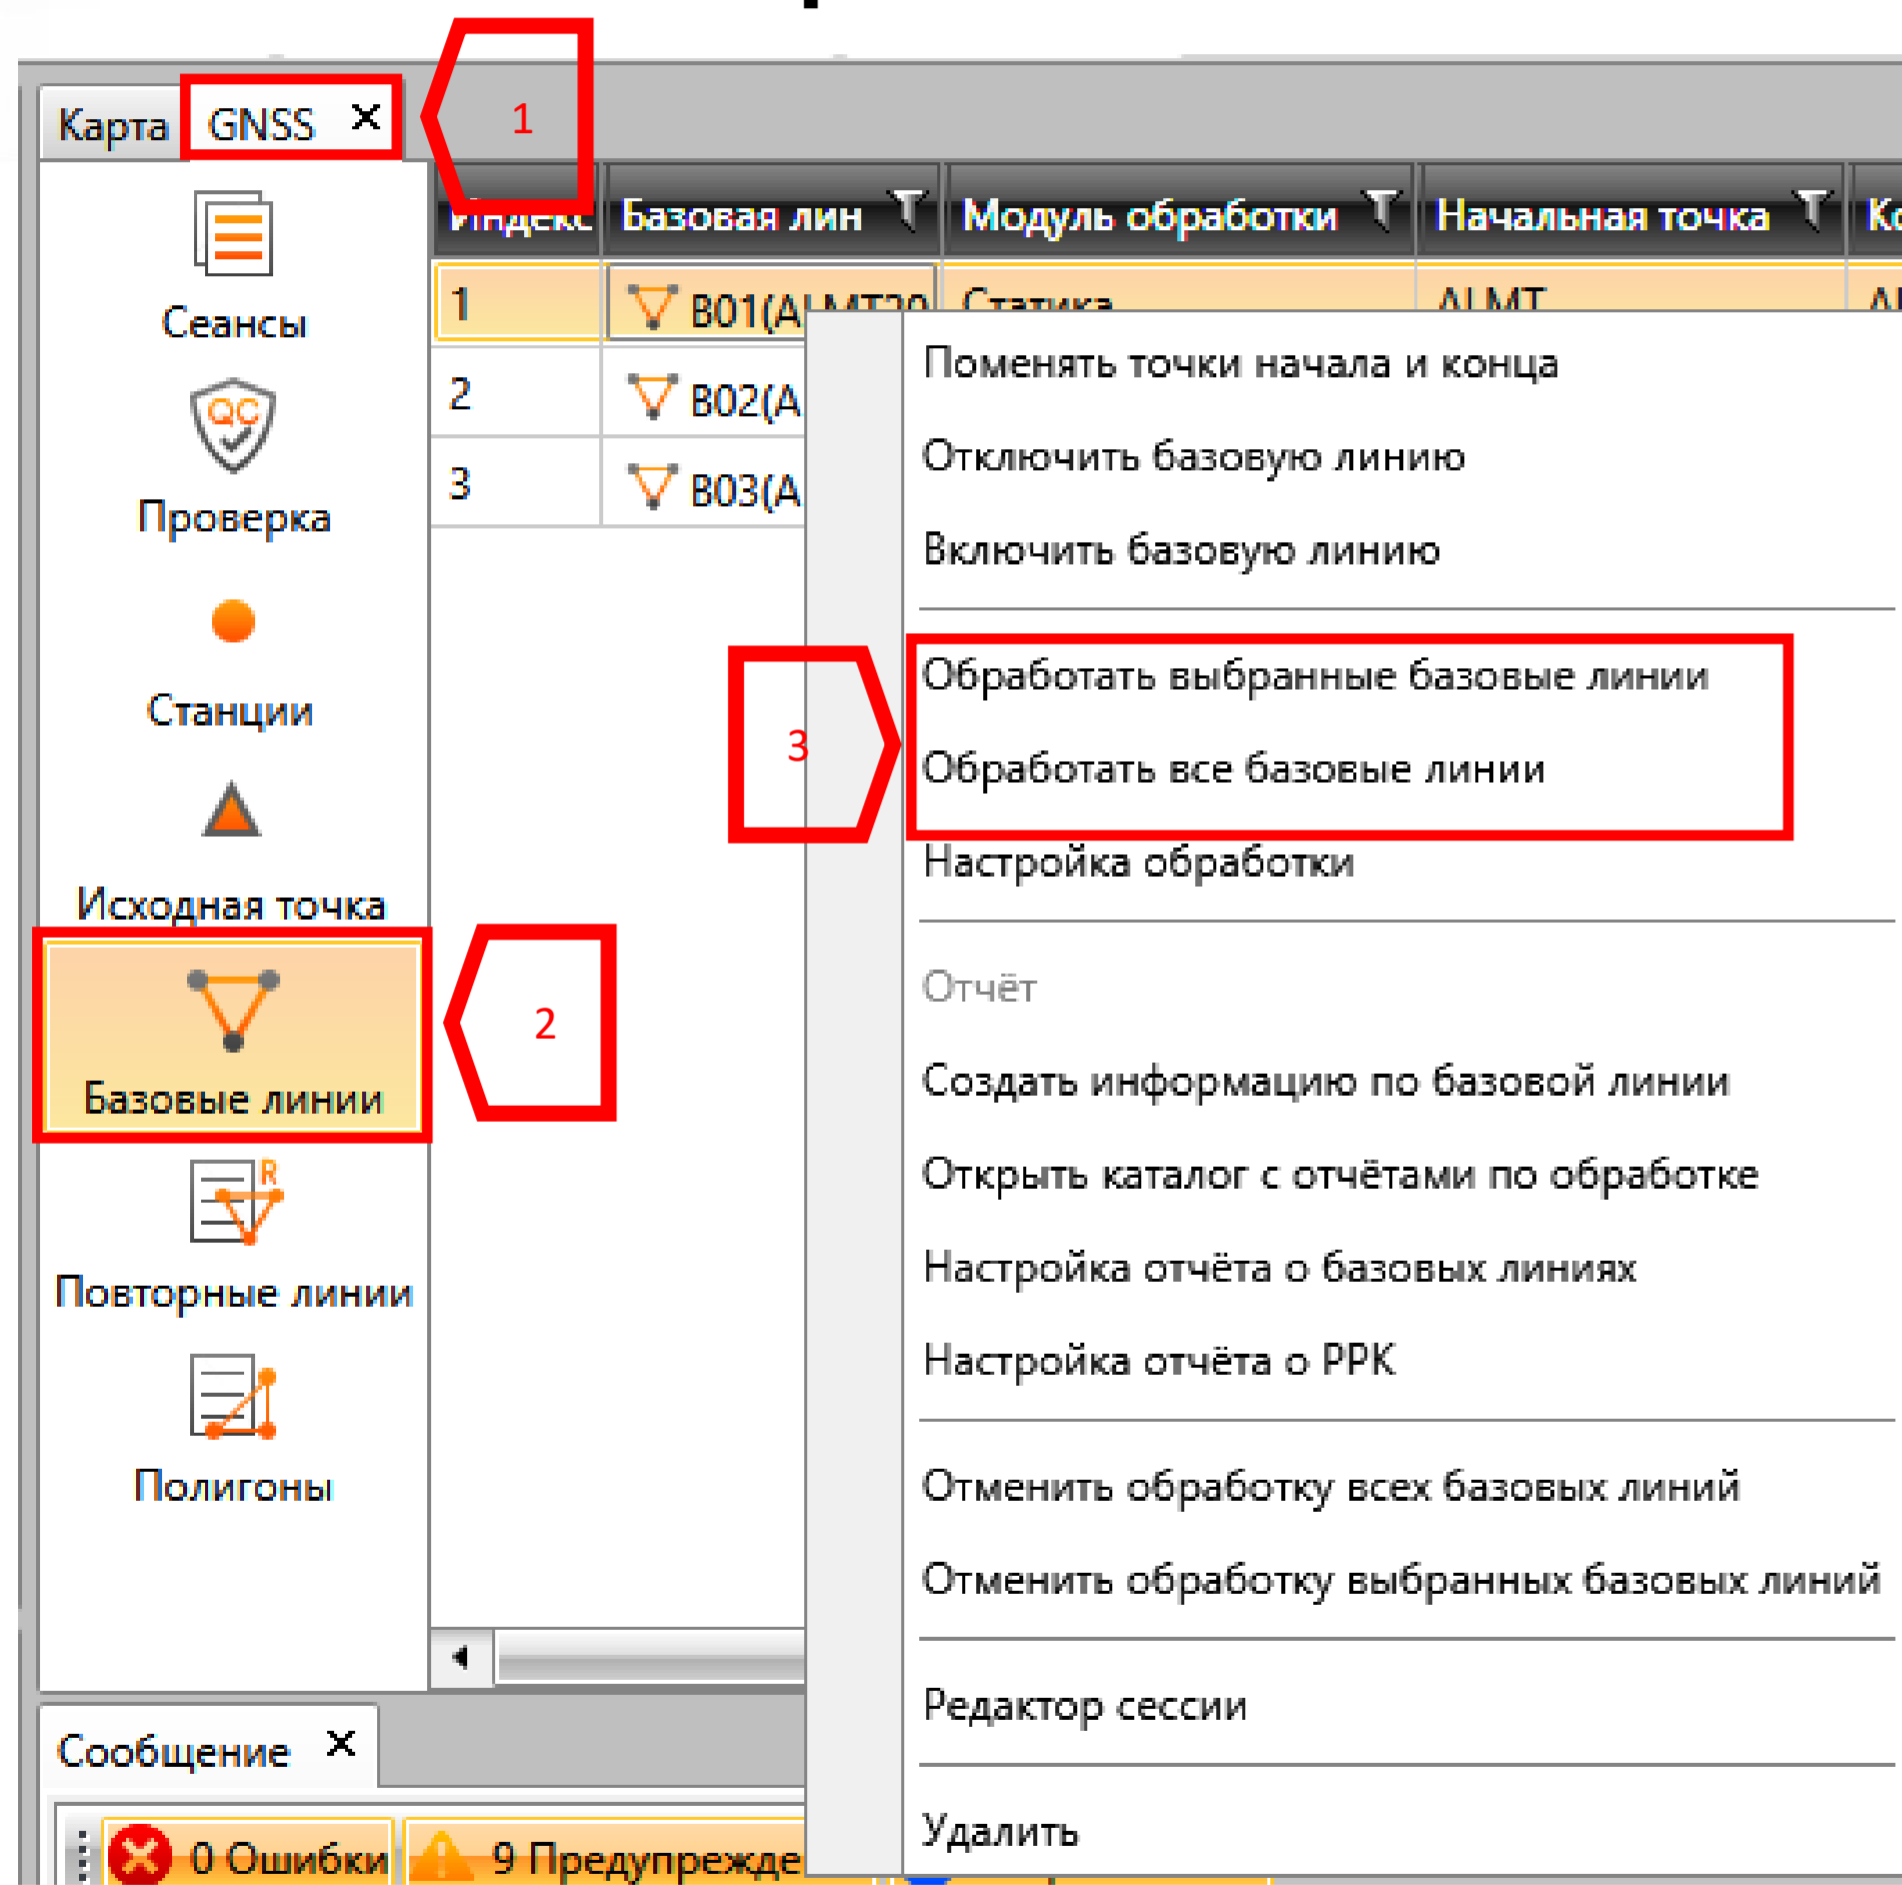 Карта GNSS
1
Индекс Базовая лин Модуль обработки Начальная точка
1 Статика ALMT
2 B02(A
3 B03(A
Сеансы
QC
Проверка
Станции
Исходная точка
Базовые линии
2
R
Повторные линии
Полигоны
Поменять точки начала и конца
Отключить базовую линию
Включить базовую линию
3
Обработать выбранные базовые линии
Обработать все базовые линии
Настройка обработки
Отчёт
Создать информацию по базовой линии
Открыть каталог с отчётами по обработке
Настройка отчёта о базовых линиях
Настройка отчёта о PPK
Отменить обработку всех базовых линий
Отменить обработку выбранных базовых линий
Редактор сессии
Удалить
Сообщение
0 Ошибки 9 Предупрежде